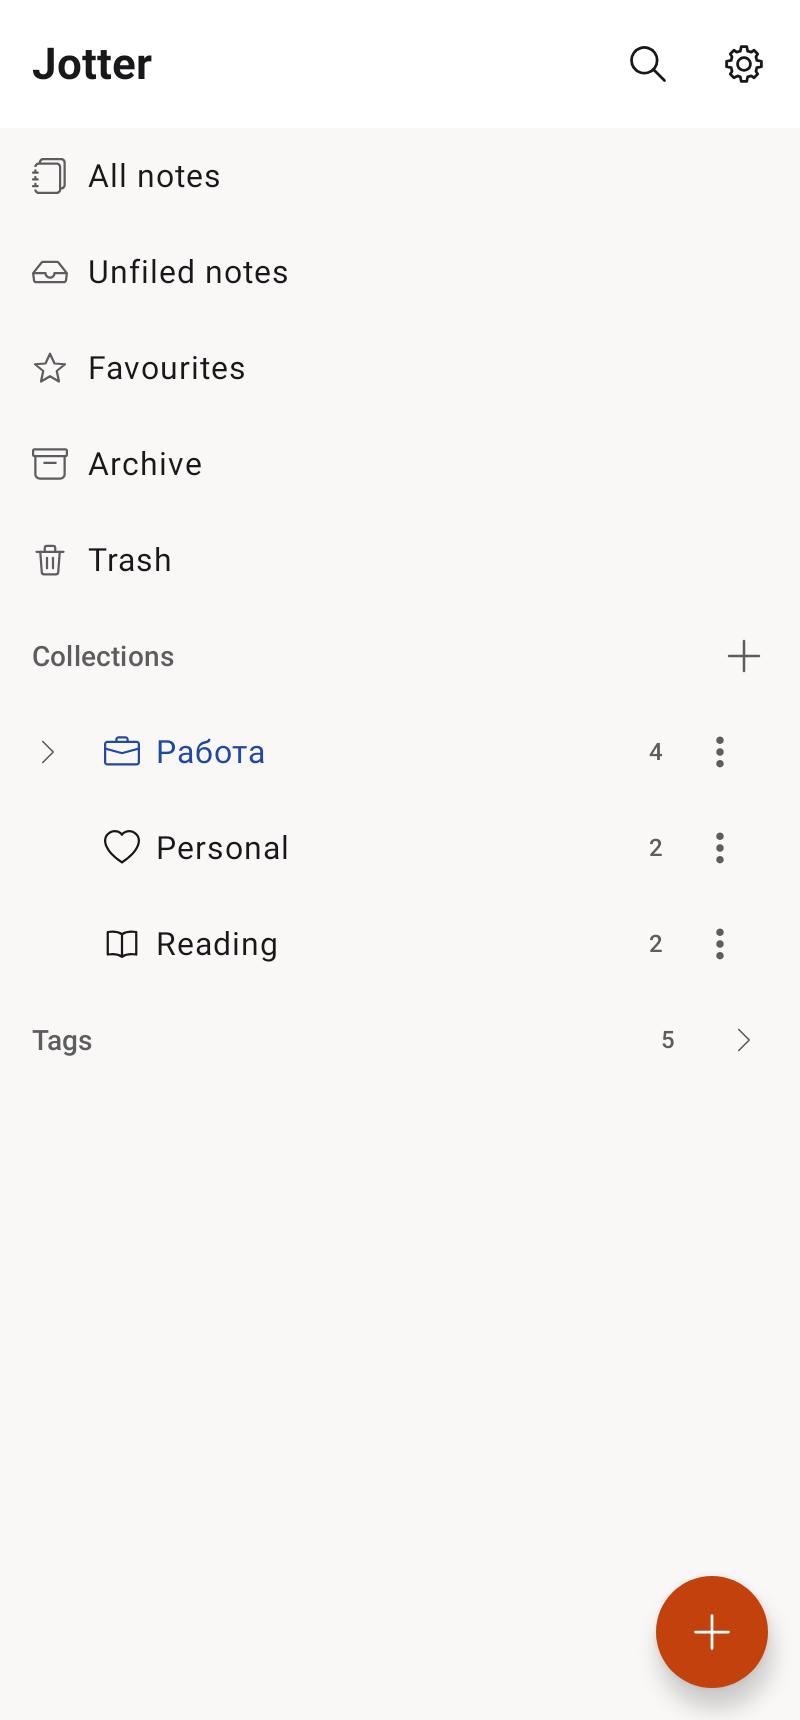 Jotter
All notes
Unfiled notes
Favourites
Archive
Trash
Collections
Работа 4
Personal 2
Reading 2
Tags 5